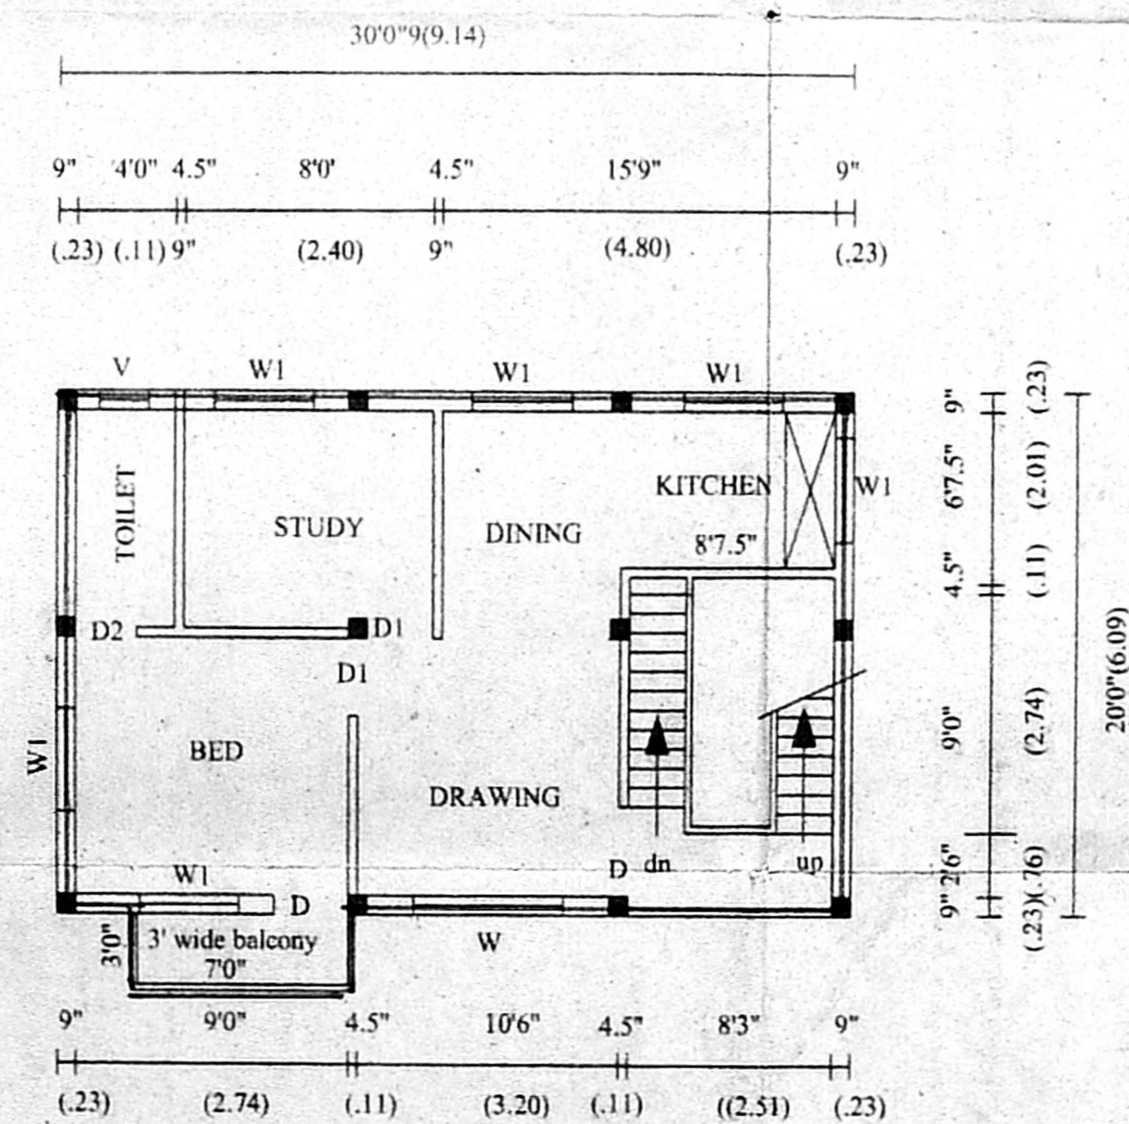 30'0"9(9.14)
9" '4'0" 4.5" 8'0' 4.5" 15'9" 9"
(.23) (.11) 9" (2.40) 9" (4.80) (.23)
V W1 W1 W1
9" (.23)
TOILET STUDY DINING KITCHEN W1
6'7.5" (2.01)
8'7.5"
4.5" (.11)
D2 D1
D1
20'0"(6.09)
W1 BED DRAWING
9'0" (2.74)
D dn up
W1 D
9" 2'6" (.23)(.76)
3'0" 3' wide balcony W
7'0"
9" 9'0" 4.5" 10'6" 4.5" 8'3" 9"
(.23) (2.74) (.11) (3.20) (.11) ((2.51) (.23)